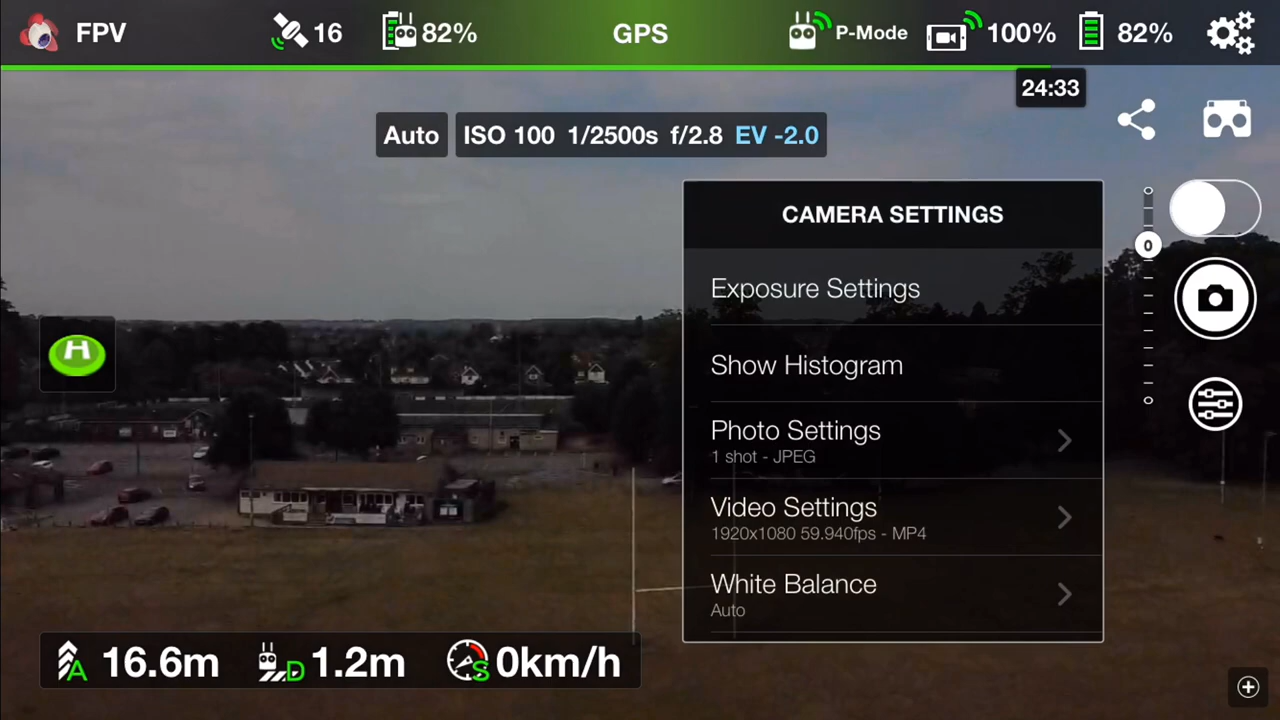 FPV
16
82%
GPS
P-Mode
100%
82%
24:33
Auto
ISO 100 1/2500s f/2.8 EV -2.0
CAMERA SETTINGS
0
Exposure Settings
Show Histogram
H
Photo Settings
1 shot - JPEG
Video Settings
1920x1080 59.940fps - MP4
White Balance
Auto
A 16.6m
D 1.2m
S 0km/h